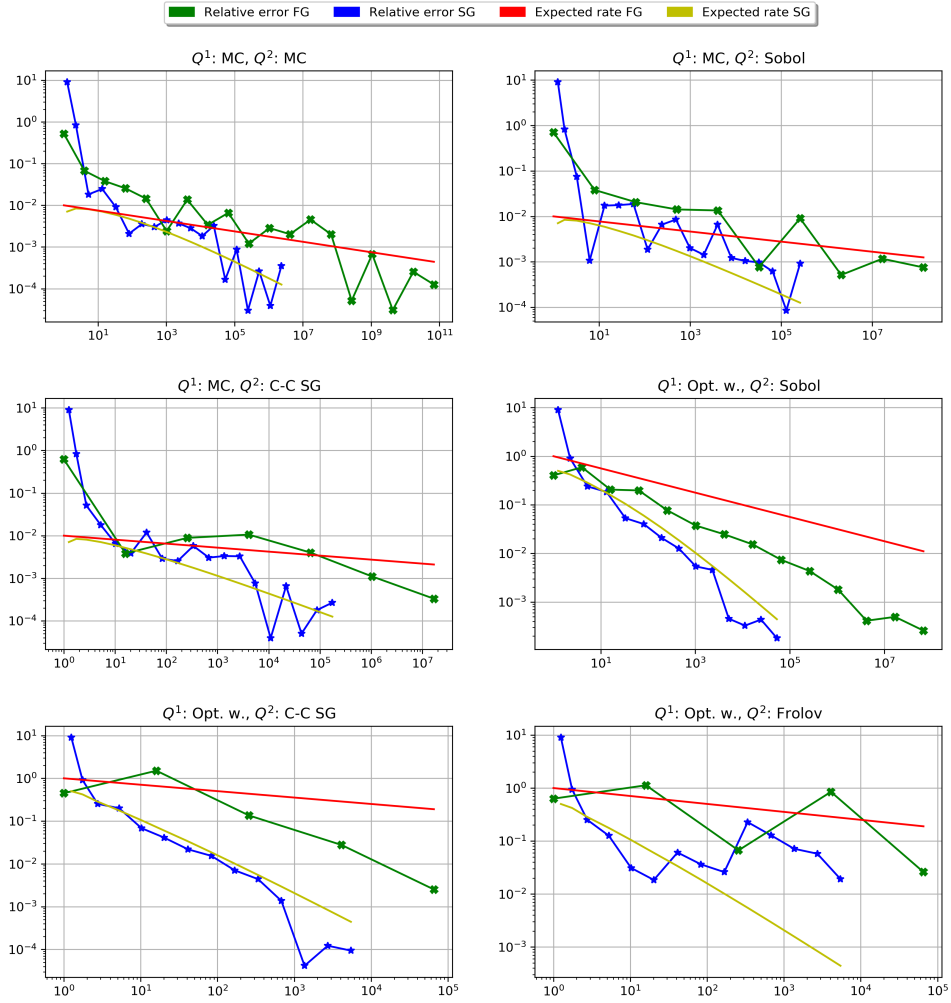 Relative error FG Relative error SG Expected rate FG Expected rate SG
Q¹: MC, Q²: MC
10¹
10⁰
10⁻¹
10⁻²
10⁻³
10⁻⁴
10¹ 10³ 10⁵ 10⁷ 10⁹ 10¹¹
Q¹: MC, Q²: Sobol
10¹
10⁰
10⁻¹
10⁻²
10⁻³
10⁻⁴
10¹ 10³ 10⁵ 10⁷
Q¹: MC, Q²: C-C SG
10¹
10⁰
10⁻¹
10⁻²
10⁻³
10⁻⁴
10⁰ 10¹ 10² 10³ 10⁴ 10⁵ 10⁶ 10⁷
Q¹: Opt. w., Q²: Sobol
10¹
10⁰
10⁻¹
10⁻²
10⁻³
10¹ 10³ 10⁵ 10⁷
Q¹: Opt. w., Q²: C-C SG
10¹
10⁰
10⁻¹
10⁻²
10⁻³
10⁻⁴
10⁰ 10¹ 10² 10³ 10⁴ 10⁵
Q¹: Opt. w., Q²: Frolov
10¹
10⁰
10⁻¹
10⁻²
10⁻³
10⁰ 10¹ 10² 10³ 10⁴ 10⁵